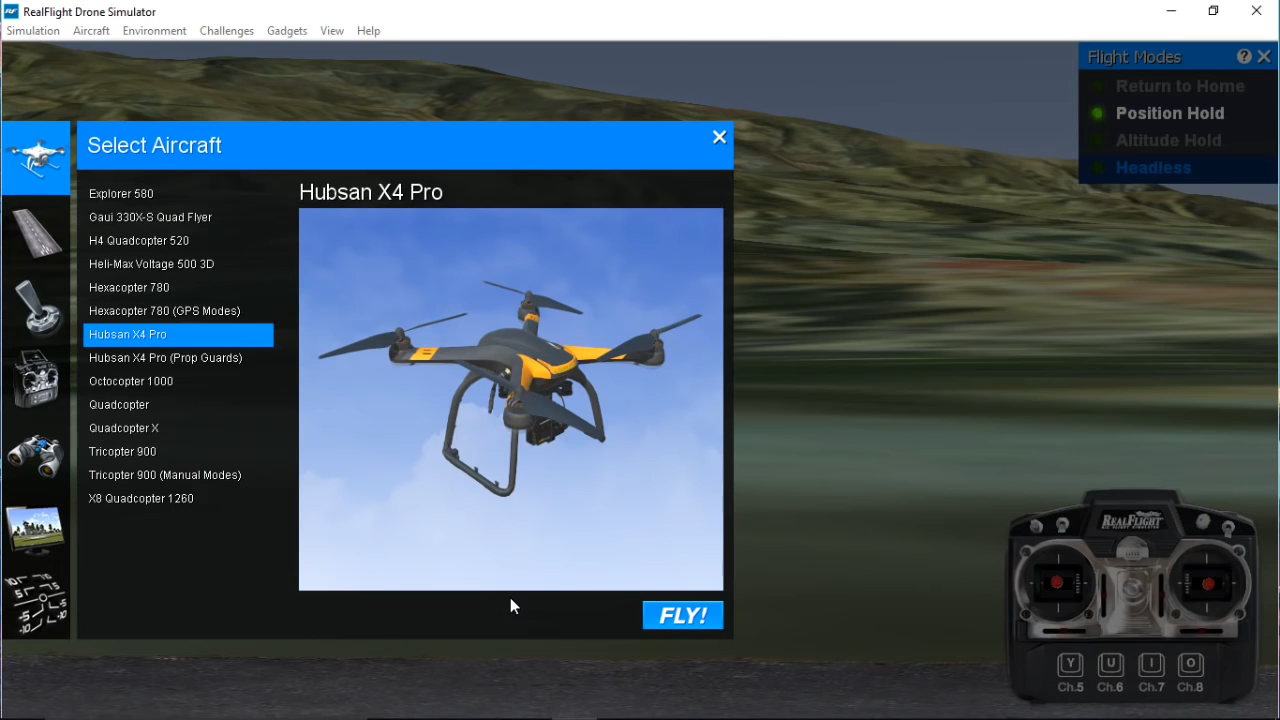 RF RealFlight Drone Simulator
Simulation Aircraft Environment Challenges Gadgets View Help
Flight Modes ?
Return to Home
Position Hold
Altitude Hold
Headless
Select Aircraft
Explorer 580
Gaui 330X-S Quad Flyer
H4 Quadcopter 520
Heli-Max Voltage 500 3D
Hexacopter 780
Hexacopter 780 (GPS Modes)
Hubsan X4 Pro
Hubsan X4 Pro (Prop Guards)
Octocopter 1000
Quadcopter
Quadcopter X
Tricopter 900
Tricopter 900 (Manual Modes)
X8 Quadcopter 1260
Hubsan X4 Pro
FLY!
REALFLIGHT
Y U I O
Ch.5 Ch.6 Ch.7 Ch.8